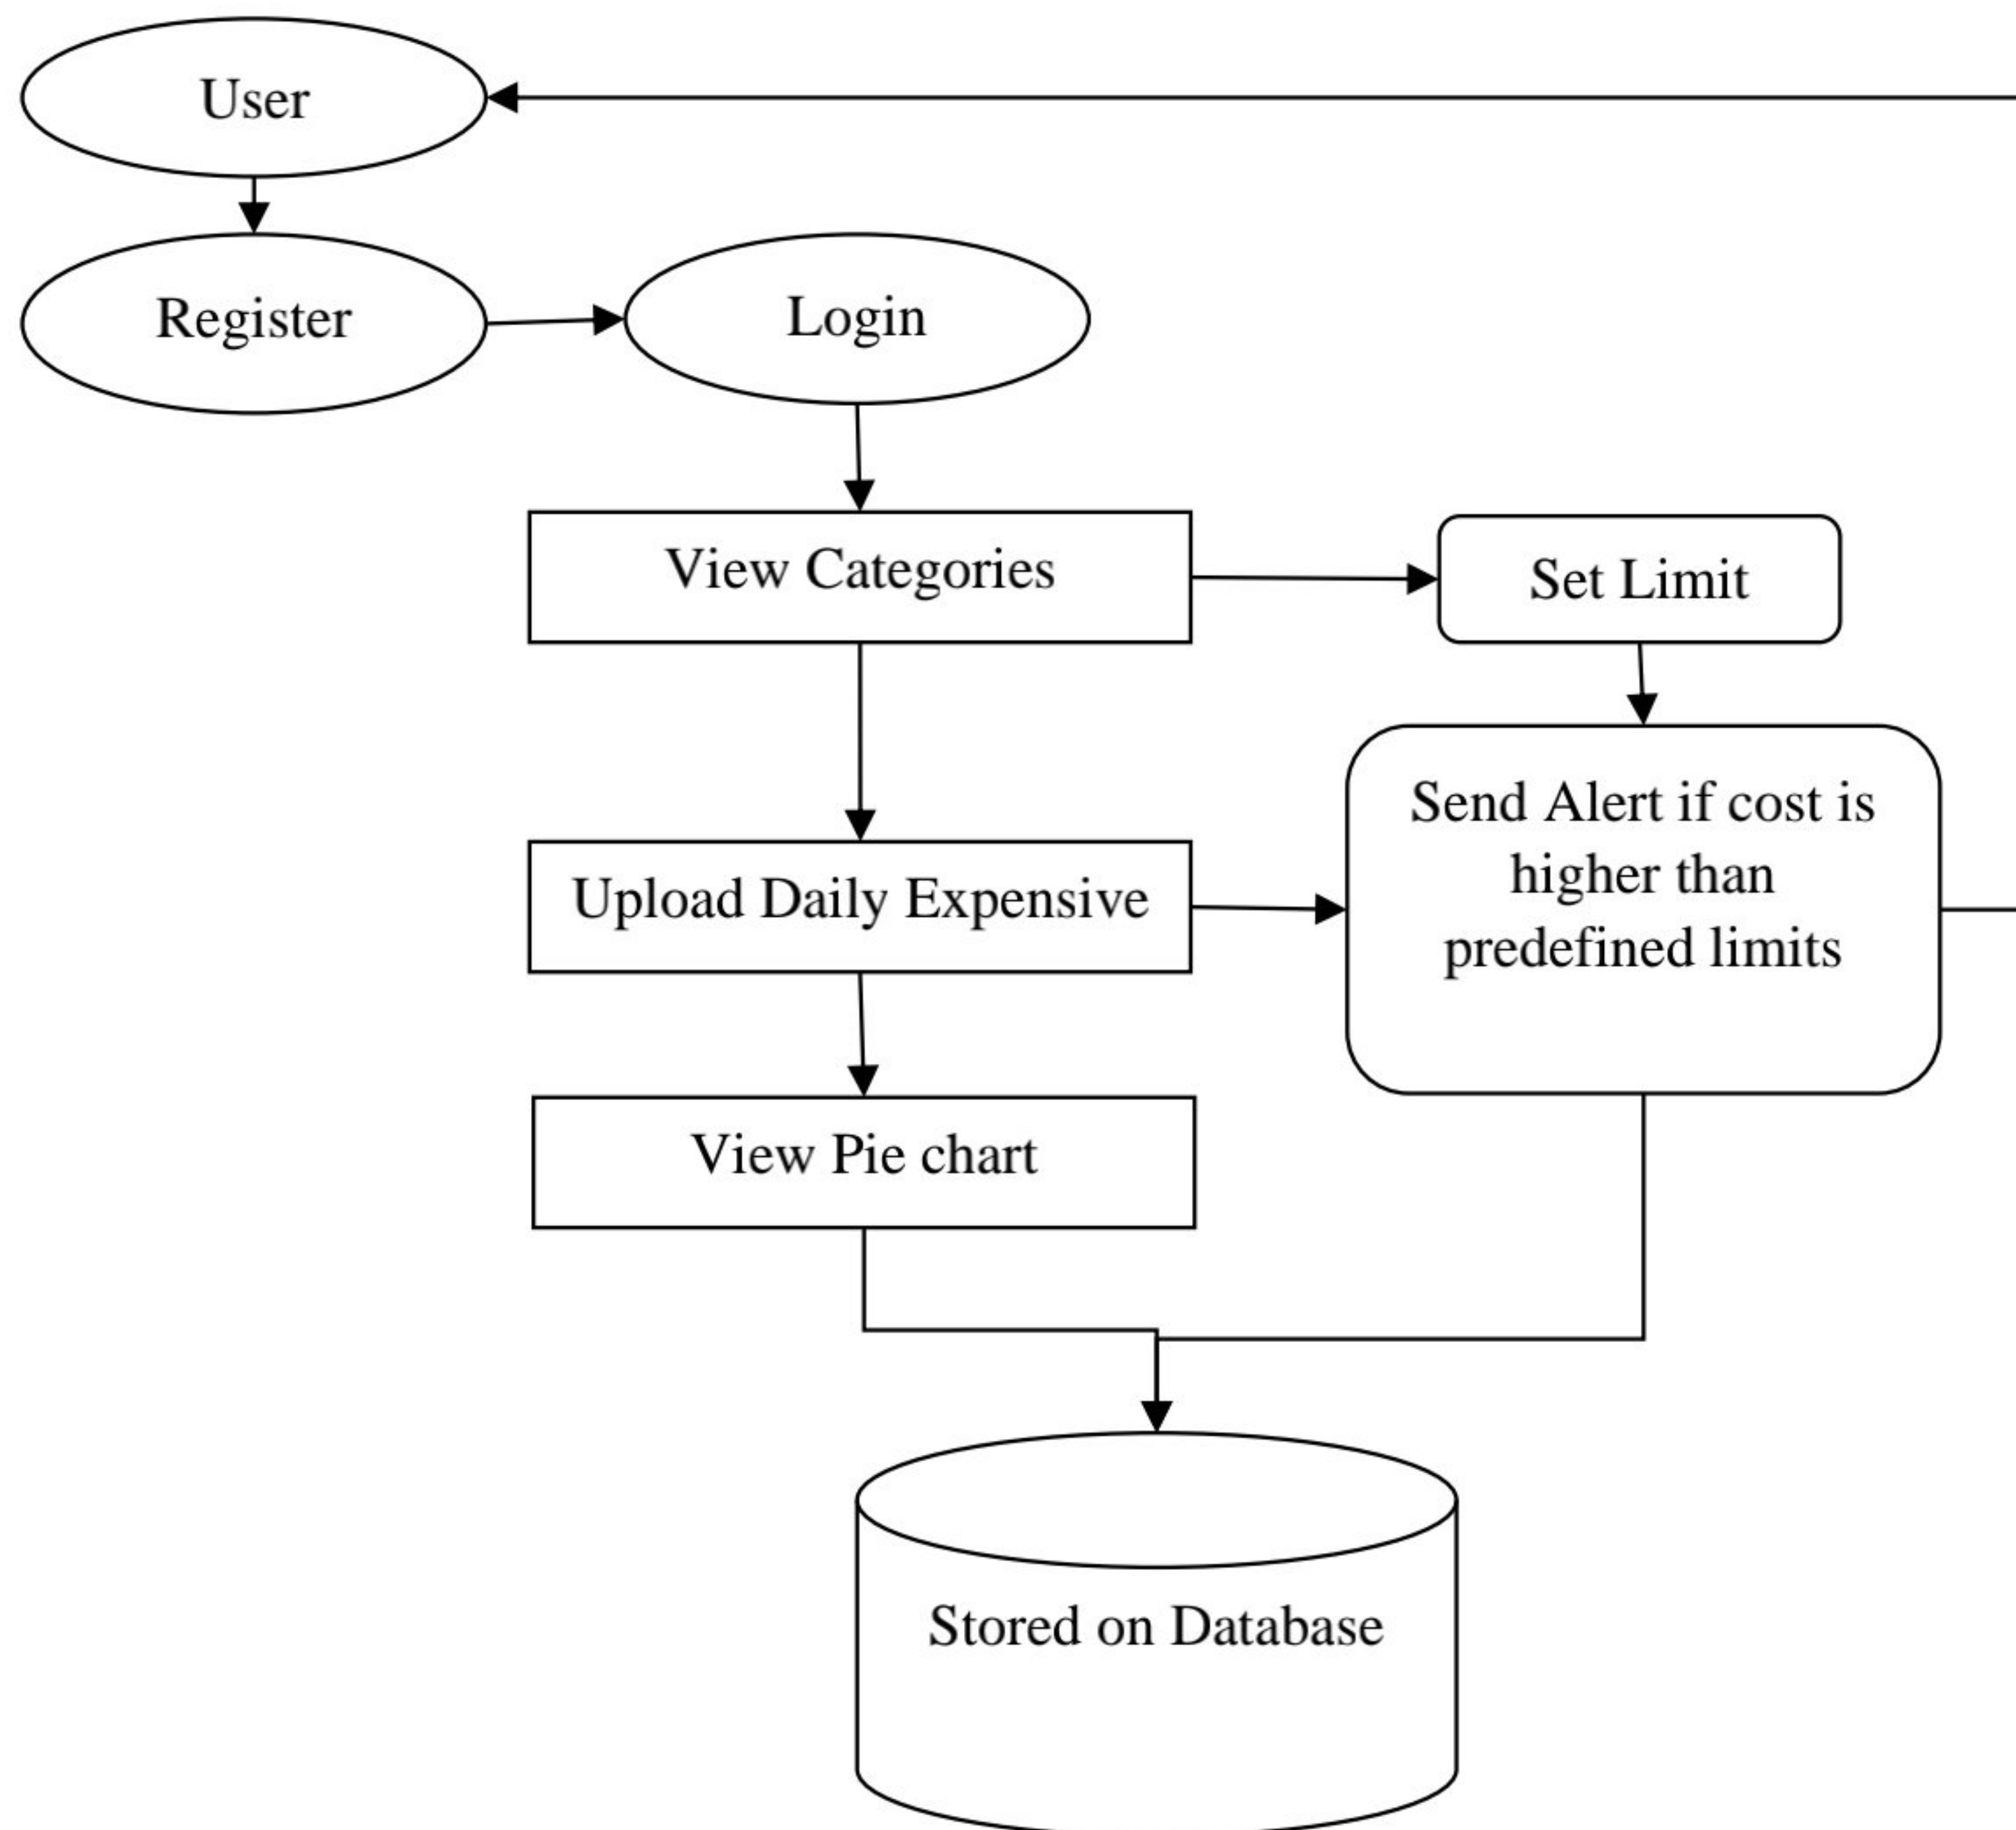 User
Register
Login
View Categories
Set Limit
Send Alert if cost is
higher than
predefined limits
Upload Daily Expensive
View Pie chart
Stored on Database